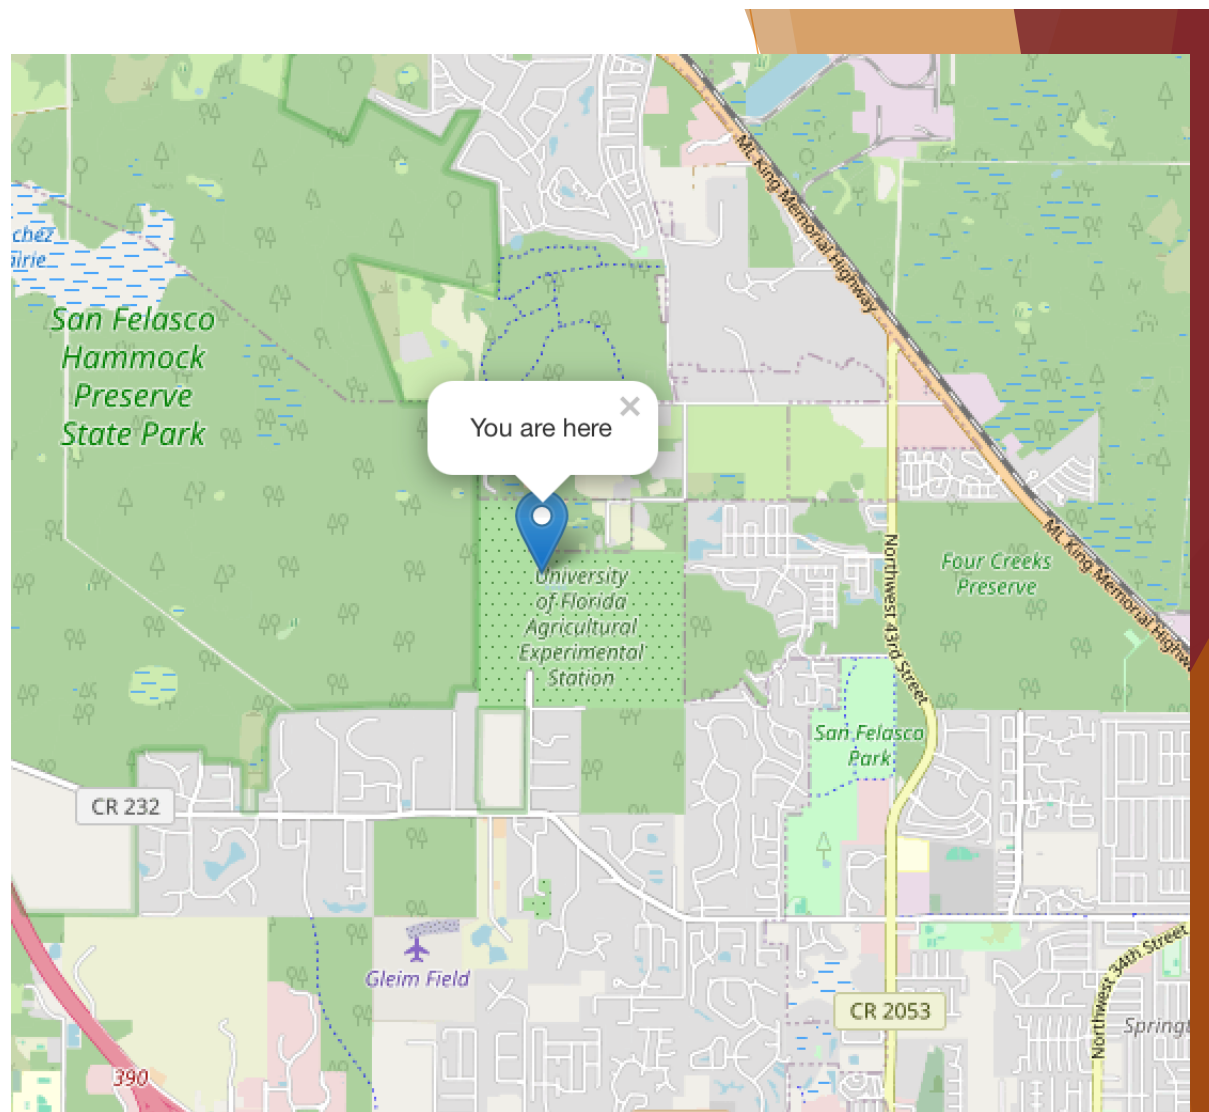 ML King Memorial Highway
chez
airie
San Felasco
Hammock
Preserve
State Park
You are here
×
Northwest 43rd Street
Four Creeks
Preserve
ML King Memorial Highw
University
of Florida
Agricultural
Experimental
Station
San Felasco
Park
CR 232
Northwest 34th Street
Gleim Field
CR 2053
Springt
390